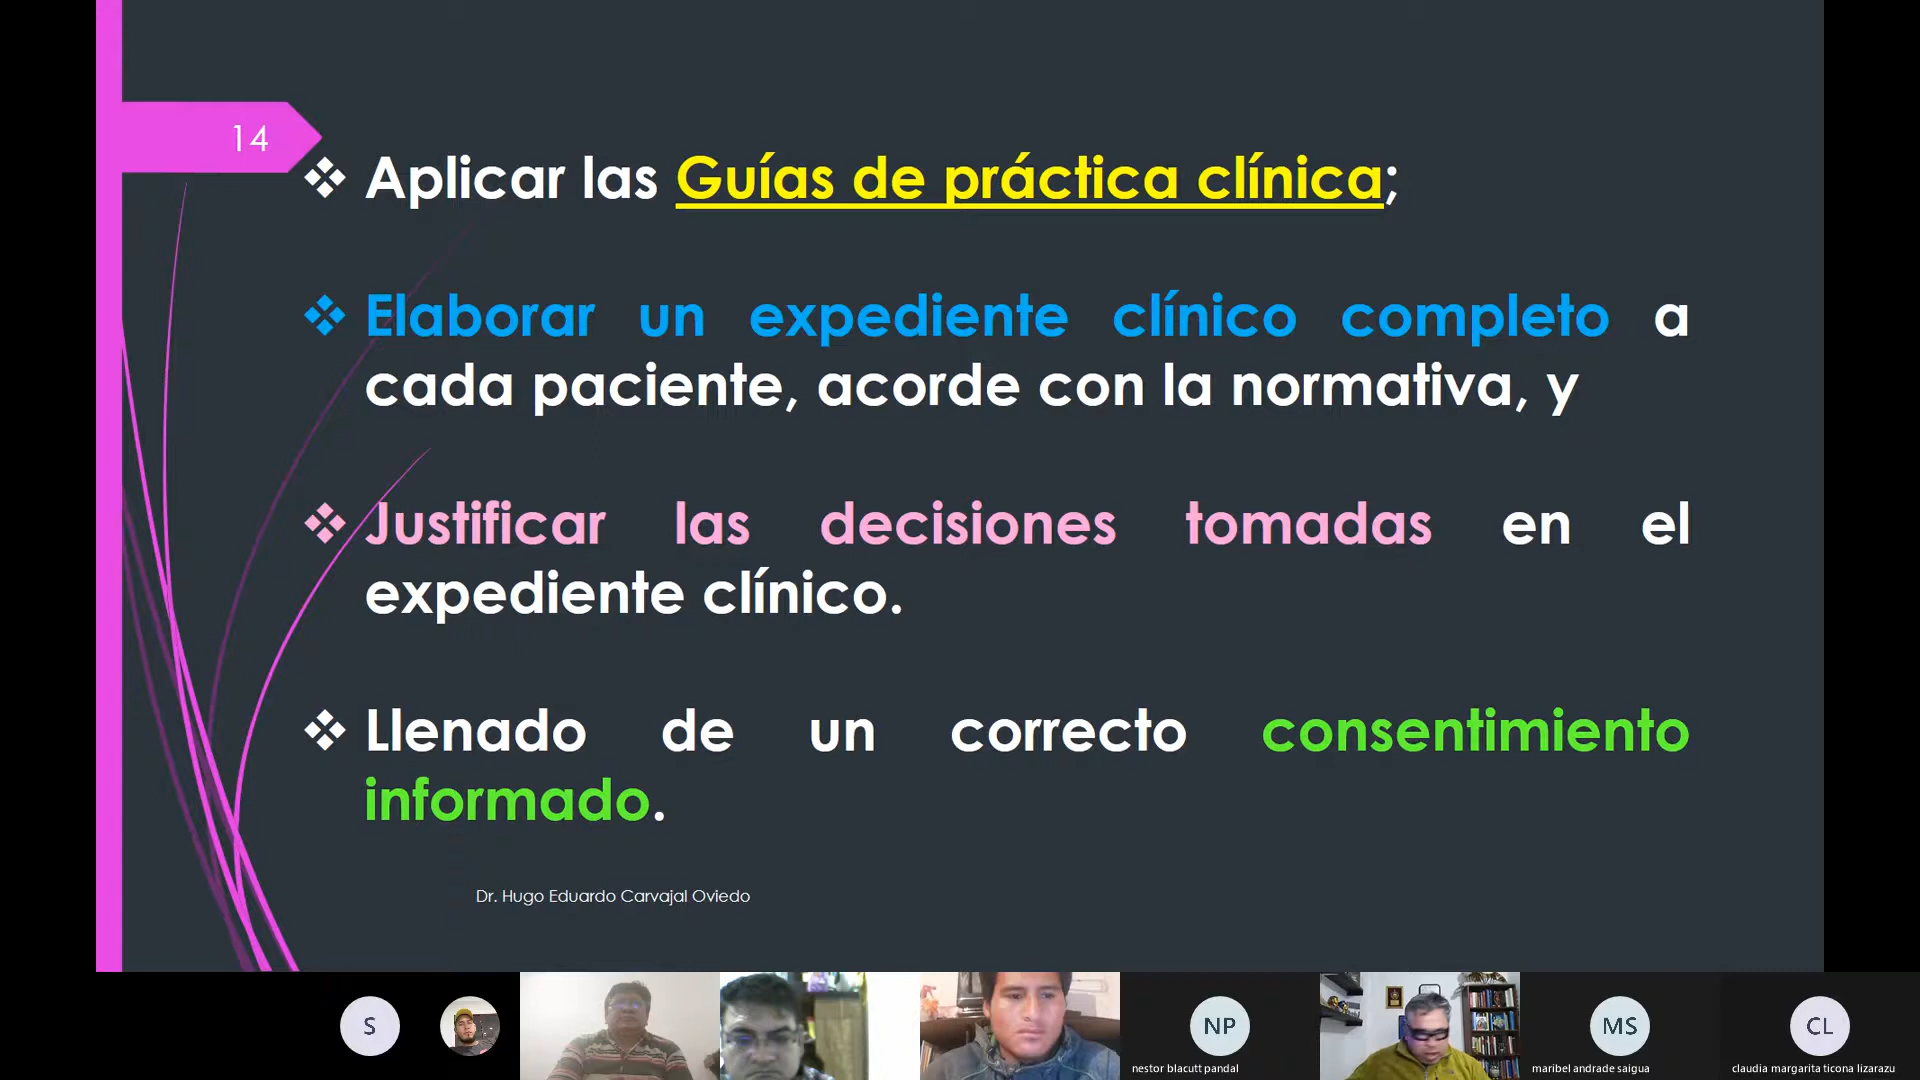 14
❖ Aplicar las Guías de práctica clínica;
❖ Elaborar un expediente clínico completo a
cada paciente, acorde con la normativa, y
❖ Justificar las decisiones tomadas en el
expediente clínico.
❖ Llenado de un correcto consentimiento
informado.
Dr. Hugo Eduardo Carvajal Oviedo
S
NP
MS
CL
nestor blacutt pandal
maribel andrade saigua
claudia margarita ticona lizarazu